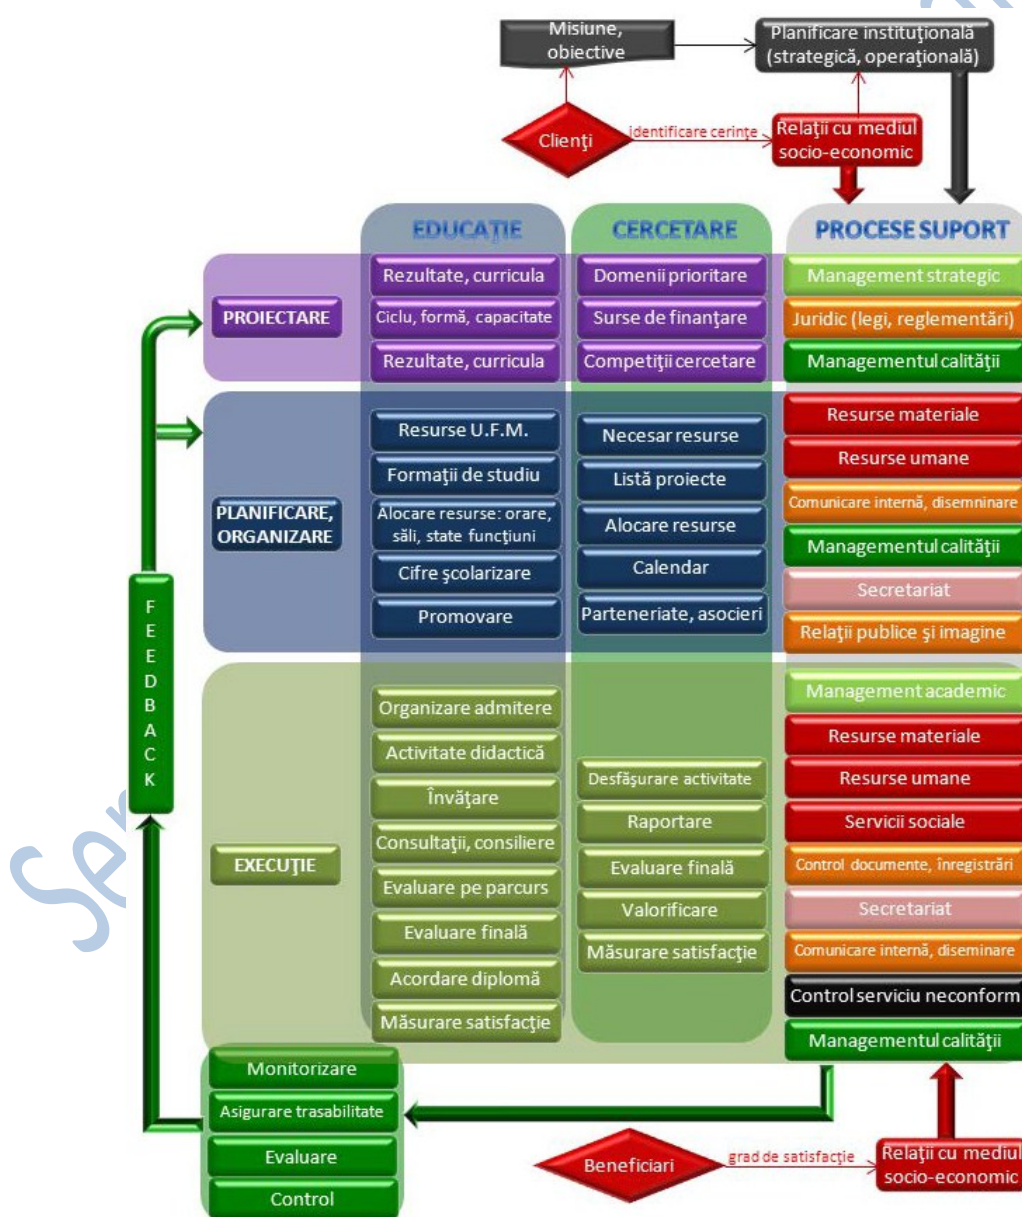 Misiune,
obiective
Planificare instituţională
(strategică, operaţională)
Clienţi
identificare cerinţe
Relaţii cu mediul
socio-economic
EDUCAŢIE
CERCETARE
PROCESE SUPORT
PROIECTARE
Rezultate, curricula
Ciclu, formă, capacitate
Rezultate, curricula
Domenii prioritare
Surse de finanţare
Competiţii cercetare
Management strategic
Juridic (legi, reglementări)
Managementul calităţii
PLANIFICARE,
ORGANIZARE
Resurse U.F.M.
Formaţii de studiu
Alocare resurse: orare,
săli, state funcţiuni
Cifre şcolarizare
Promovare
Necesar resurse
Listă proiecte
Alocare resurse
Calendar
Parteneriate, asocieri
Resurse materiale
Resurse umane
Comunicare internă, disemninare
Managementul calităţii
Secretariat
Relaţii publice şi imagine
FEEDBACK
EXECUŢIE
Organizare admitere
Activitate didactică
Învăţare
Consultaţii, consiliere
Evaluare pe parcurs
Evaluare finală
Acordare diplomă
Măsurare satisfacţie
Desfăşurare activitate
Raportare
Evaluare finală
Valorificare
Măsurare satisfacţie
Management academic
Resurse materiale
Resurse umane
Servicii sociale
Control documente, înregistrări
Secretariat
Comunicare internă, diseminare
Control serviciu neconform
Managementul calităţii
Monitorizare
Asigurare trasabilitate
Evaluare
Control
Beneficiari
grad de satisfacţie
Relaţii cu mediul
socio-economic